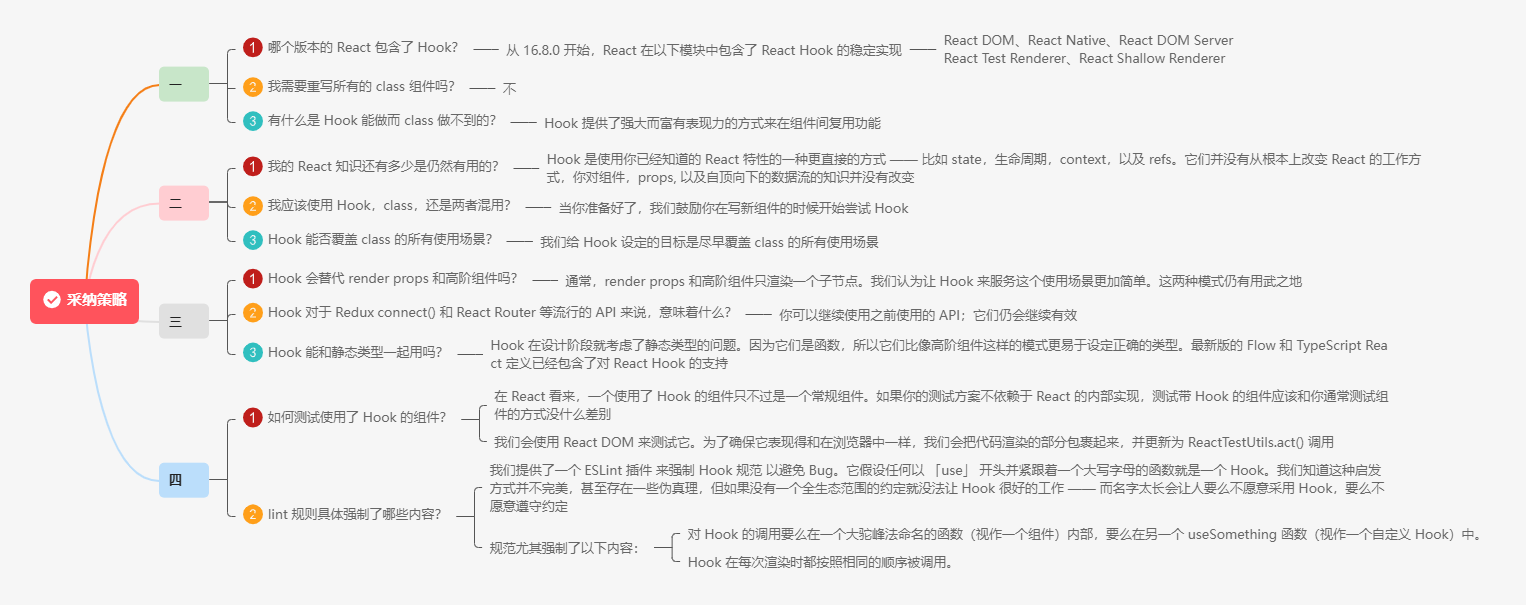 采纳策略
一
1 哪个版本的 React 包含了 Hook？
从 16.8.0 开始，React 在以下模块中包含了 React Hook 的稳定实现
React DOM、React Native、React DOM Server
React Test Renderer、React Shallow Renderer
2 我需要重写所有的 class 组件吗？
不
3 有什么是 Hook 能做而 class 做不到的？
Hook 提供了强大而富有表现力的方式来在组件间复用功能
二
1 我的 React 知识还有多少是仍然有用的？
Hook 是使用你已经知道的 React 特性的一种更直接的方式 —— 比如 state，生命周期，context，以及 refs。它们并没有从根本上改变 React 的工作方
式，你对组件，props, 以及自顶向下的数据流的知识并没有改变
2 我应该使用 Hook，class，还是两者混用？
当你准备好了，我们鼓励你在写新组件的时候开始尝试 Hook
3 Hook 能否覆盖 class 的所有使用场景？
我们给 Hook 设定的目标是尽早覆盖 class 的所有使用场景
三
1 Hook 会替代 render props 和高阶组件吗？
通常，render props 和高阶组件只渲染一个子节点。我们认为让 Hook 来服务这个使用场景更加简单。这两种模式仍有用武之地
2 Hook 对于 Redux connect() 和 React Router 等流行的 API 来说，意味着什么？
你可以继续使用之前使用的 API；它们仍会继续有效
3 Hook 能和静态类型一起用吗？
Hook 在设计阶段就考虑了静态类型的问题。因为它们是函数，所以它们比像高阶组件这样的模式更易于设定正确的类型。最新版的 Flow 和 TypeScript Rea
ct 定义已经包含了对 React Hook 的支持
四
1 如何测试使用了 Hook 的组件？
在 React 看来，一个使用了 Hook 的组件只不过是一个常规组件。如果你的测试方案不依赖于 React 的内部实现，测试带 Hook 的组件应该和你通常测试组
件的方式没什么差别
我们会使用 React DOM 来测试它。为了确保它表现得和在浏览器中一样，我们会把代码渲染的部分包裹起来，并更新为 ReactTestUtils.act() 调用
2 lint 规则具体强制了哪些内容？
我们提供了一个 ESLint 插件 来强制 Hook 规范 以避免 Bug。它假设任何以 「use」 开头并紧跟着一个大写字母的函数就是一个 Hook。我们知道这种启发
方式并不完美，甚至存在一些伪真理，但如果没有一个全生态范围的约定就没法让 Hook 很好的工作 —— 而名字太长会让人要么不愿意采用 Hook，要么不
愿意遵守约定
规范尤其强制了以下内容：
对 Hook 的调用要么在一个大驼峰法命名的函数（视作一个组件）内部，要么在另一个 useSomething 函数（视作一个自定义 Hook）中。
Hook 在每次渲染时都按照相同的顺序被调用。